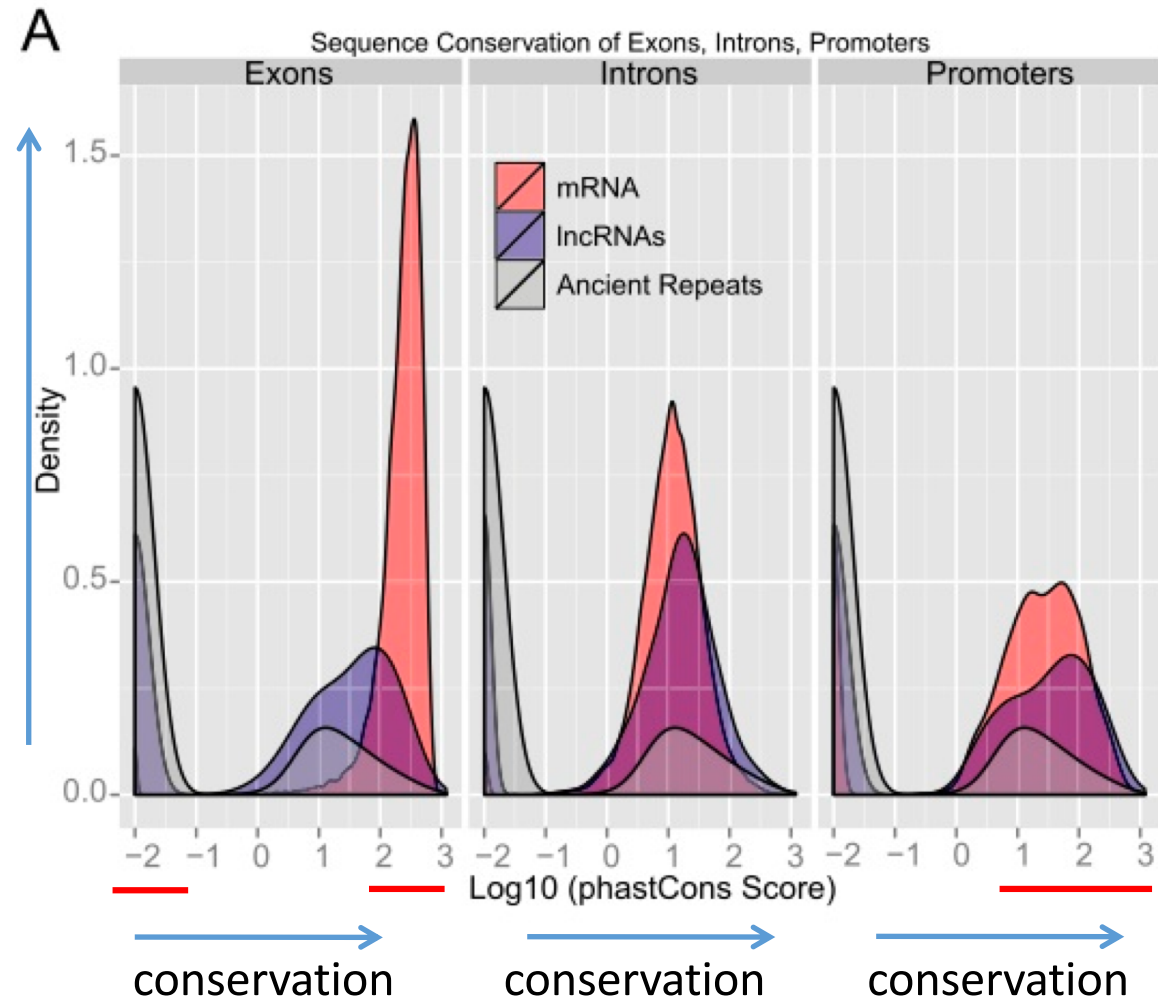 A
Sequence Conservation of Exons, Introns, Promoters
Exons Introns Promoters
1.5
1.0
0.5
0.0
Density
mRNA
lncRNAs
Ancient Repeats
−2 −1 0 1 2 3 −2 −1 0 1 2 3 −2 −1 0 1 2 3
Log10 (phastCons Score)
conservation conservation conservation